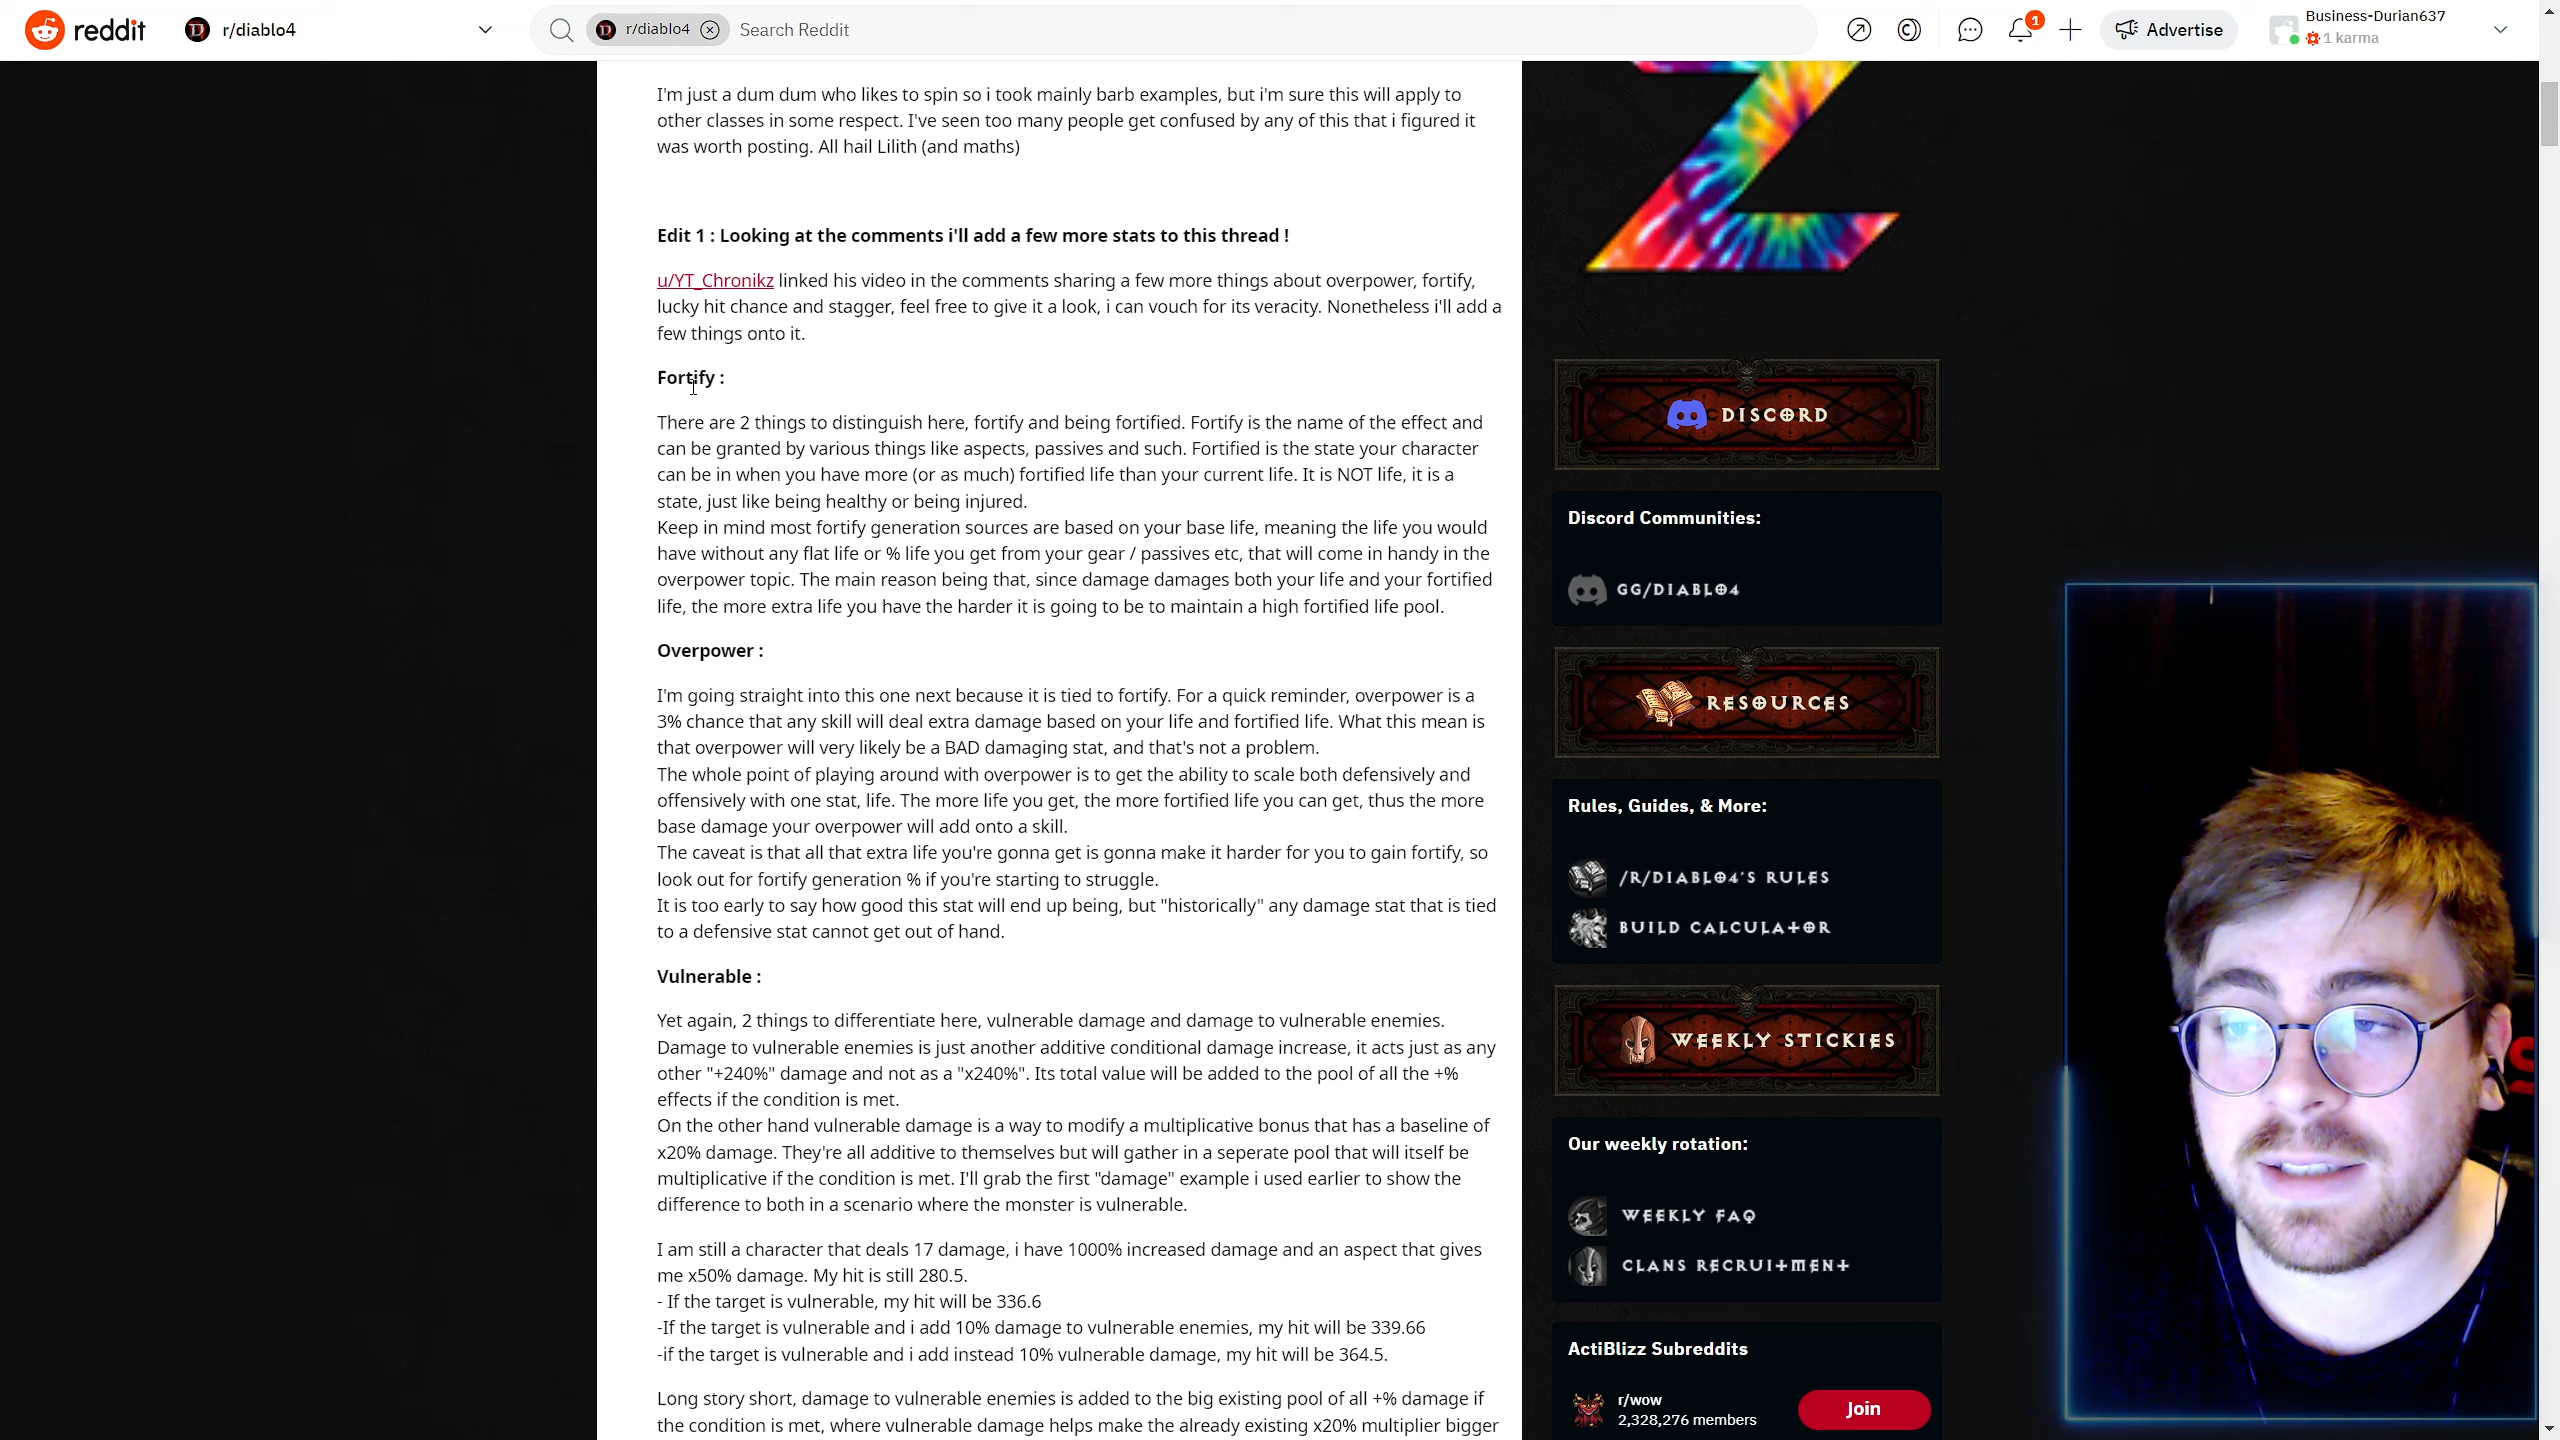 reddit
r/diablo4
r/diablo4
Search Reddit
1
Advertise
Business-Durian637
1 karma
I'm just a dum dum who likes to spin so i took mainly barb examples, but i'm sure this will apply to
other classes in some respect. I've seen too many people get confused by any of this that i figured it
was worth posting. All hail Lilith (and maths)
Edit 1 : Looking at the comments i'll add a few more stats to this thread !
u/YT_Chronikz linked his video in the comments sharing a few more things about overpower, fortify,
lucky hit chance and stagger, feel free to give it a look, i can vouch for its veracity. Nonetheless i'll add a
few things onto it.
Fortify :
There are 2 things to distinguish here, fortify and being fortified. Fortify is the name of the effect and
can be granted by various things like aspects, passives and such. Fortified is the state your character
can be in when you have more (or as much) fortified life than your current life. It is NOT life, it is a
state, just like being healthy or being injured.
Keep in mind most fortify generation sources are based on your base life, meaning the life you would
have without any flat life or % life you get from your gear / passives etc, that will come in handy in the
overpower topic. The main reason being that, since damage damages both your life and your fortified
life, the more extra life you have the harder it is going to be to maintain a high fortified life pool.
Overpower :
I'm going straight into this one next because it is tied to fortify. For a quick reminder, overpower is a
3% chance that any skill will deal extra damage based on your life and fortified life. What this mean is
that overpower will very likely be a BAD damaging stat, and that's not a problem.
The whole point of playing around with overpower is to get the ability to scale both defensively and
offensively with one stat, life. The more life you get, the more fortified life you can get, thus the more
base damage your overpower will add onto a skill.
The caveat is that all that extra life you're gonna get is gonna make it harder for you to gain fortify, so
look out for fortify generation % if you're starting to struggle.
It is too early to say how good this stat will end up being, but "historically" any damage stat that is tied
to a defensive stat cannot get out of hand.
Vulnerable :
Yet again, 2 things to differentiate here, vulnerable damage and damage to vulnerable enemies.
Damage to vulnerable enemies is just another additive conditional damage increase, it acts just as any
other "+240%" damage and not as a "x240%". Its total value will be added to the pool of all the +%
effects if the condition is met.
On the other hand vulnerable damage is a way to modify a multiplicative bonus that has a baseline of
x20% damage. They're all additive to themselves but will gather in a seperate pool that will itself be
multiplicative if the condition is met. I'll grab the first "damage" example i used earlier to show the
difference to both in a scenario where the monster is vulnerable.
I am still a character that deals 17 damage, i have 1000% increased damage and an aspect that gives
me x50% damage. My hit is still 280.5.
- If the target is vulnerable, my hit will be 336.6
-If the target is vulnerable and i add 10% damage to vulnerable enemies, my hit will be 339.66
-if the target is vulnerable and i add instead 10% vulnerable damage, my hit will be 364.5.
Long story short, damage to vulnerable enemies is added to the big existing pool of all +% damage if
the condition is met, where vulnerable damage helps make the already existing x20% multiplier bigger
DISCORD
Discord Communities:
GG/DIABLO4
RESOURCES
Rules, Guides, & More:
/R/DIABLO4'S RULES
BUILD CALCULATOR
WEEKLY STICKIES
Our weekly rotation:
WEEKLY FAQ
CLANS RECRUITMENT
ActiBlizz Subreddits
r/wow
2,328,276 members
Join